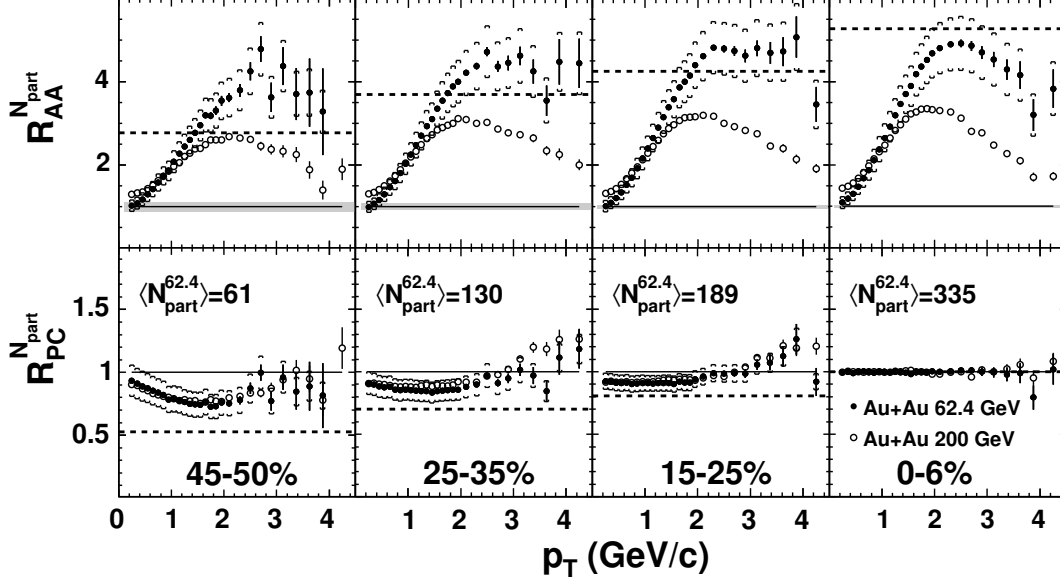 R_AA^N_part
4
2
R_PC^N_part
1.5
1
0.5
⟨N_part^62.4⟩=61
⟨N_part^62.4⟩=130
⟨N_part^62.4⟩=189
⟨N_part^62.4⟩=335
Au+Au 62.4 GeV
Au+Au 200 GeV
45-50%
25-35%
15-25%
0-6%
0 1 2 3 4 1 2 3 4 1 2 3 4 1 2 3 4
p_T (GeV/c)